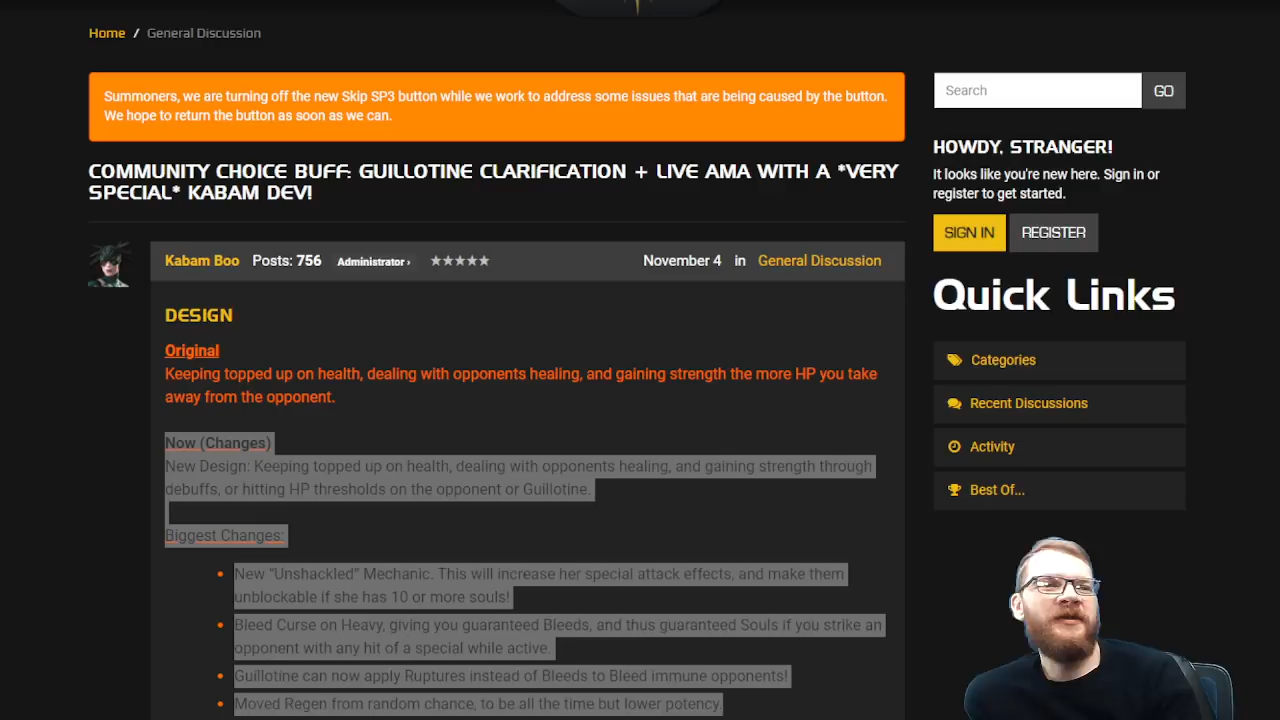 Home / General Discussion
Summoners, we are turning off the new Skip SP3 button while we work to address some issues that are being caused by the button.
We hope to return the button as soon as we can.
COMMUNITY CHOICE BUFF: GUILLOTINE CLARIFICATION + LIVE AMA WITH A *VERY
SPECIAL* KABAM DEV!
Kabam Boo Posts: 756 Administrator › ★★★★★ November 4 in General Discussion
DESIGN
Original
Keeping topped up on health, dealing with opponents healing, and gaining strength the more HP you take
away from the opponent.
Now (Changes)
New Design: Keeping topped up on health, dealing with opponents healing, and gaining strength through
debuffs, or hitting HP thresholds on the opponent or Guillotine.
Biggest Changes:
• New "Unshackled" Mechanic. This will increase her special attack effects, and make them
unblockable if she has 10 or more souls!
• Bleed Curse on Heavy, giving you guaranteed Bleeds, and thus guaranteed Souls if you strike an
opponent with any hit of a special while active.
• Guillotine can now apply Ruptures instead of Bleeds to Bleed immune opponents!
• Moved Regen from random chance, to be all the time but lower potency.
Search GO
HOWDY, STRANGER!
It looks like you're new here. Sign in or
register to get started.
SIGN IN REGISTER
Quick Links
Categories
Recent Discussions
Activity
Best Of...